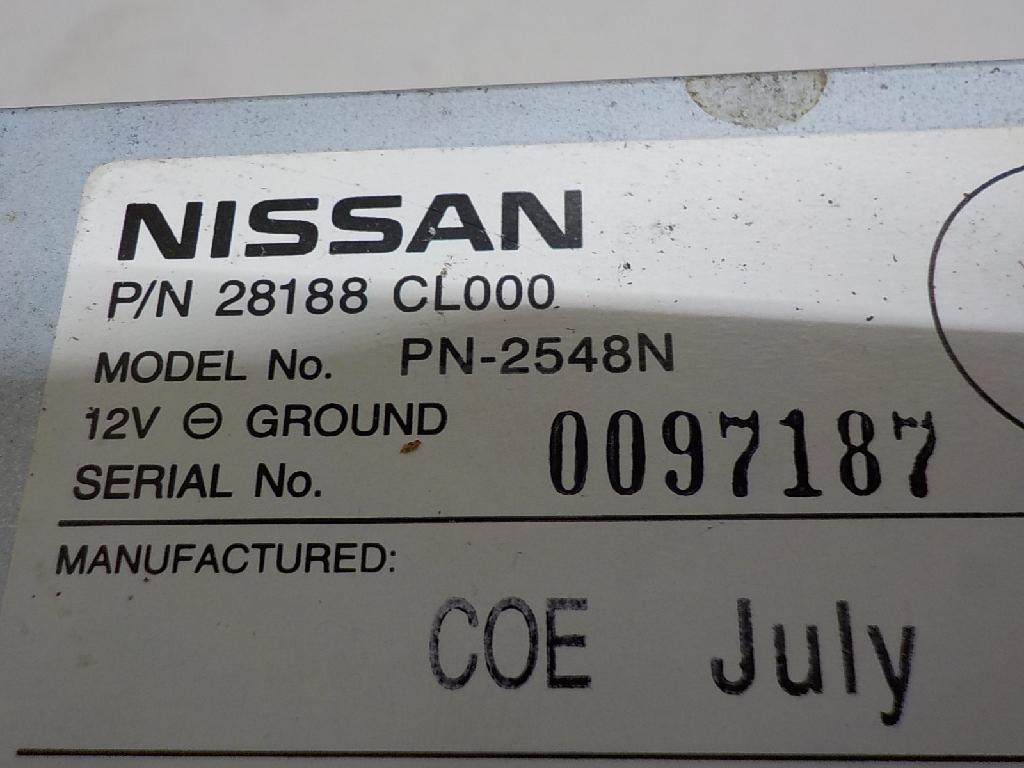 NISSAN
P/N 28188 CL000
MODEL No. PN-2548N
12V ⊖ GROUND
SERIAL No. 0097187
MANUFACTURED:
COE July